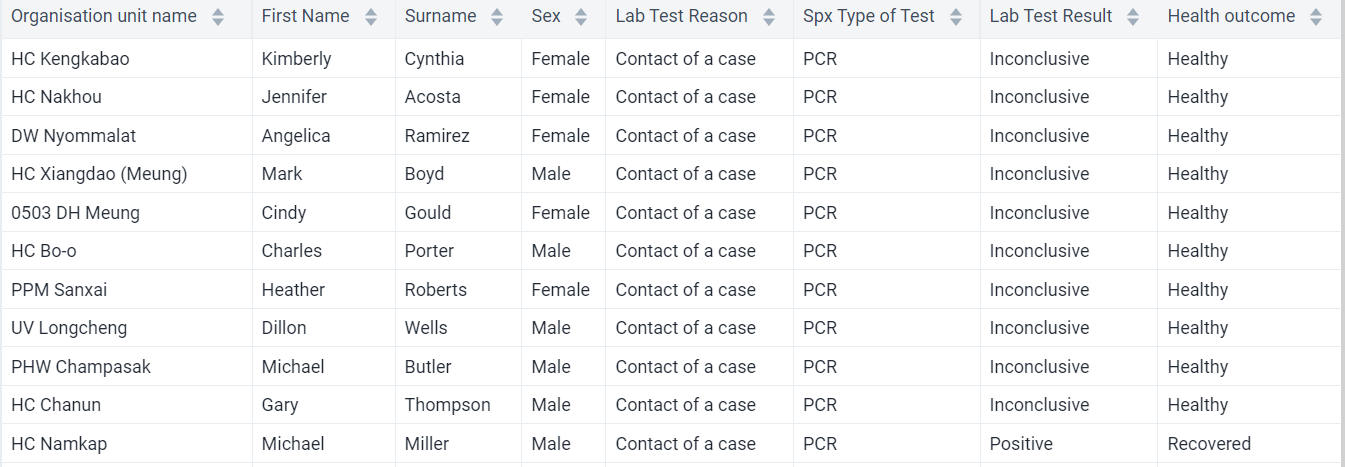 Organisation unit name First Name Surname Sex Lab Test Reason Spx Type of Test Lab Test Result Health outcome
HC Kengkabao Kimberly Cynthia Female Contact of a case PCR Inconclusive Healthy
HC Nakhou Jennifer Acosta Female Contact of a case PCR Inconclusive Healthy
DW Nyommalat Angelica Ramirez Female Contact of a case PCR Inconclusive Healthy
HC Xiangdao (Meung) Mark Boyd Male Contact of a case PCR Inconclusive Healthy
0503 DH Meung Cindy Gould Female Contact of a case PCR Inconclusive Healthy
HC Bo-o Charles Porter Male Contact of a case PCR Inconclusive Healthy
PPM Sanxai Heather Roberts Female Contact of a case PCR Inconclusive Healthy
UV Longcheng Dillon Wells Male Contact of a case PCR Inconclusive Healthy
PHW Champasak Michael Butler Male Contact of a case PCR Inconclusive Healthy
HC Chanun Gary Thompson Male Contact of a case PCR Inconclusive Healthy
HC Namkap Michael Miller Male Contact of a case PCR Positive Recovered